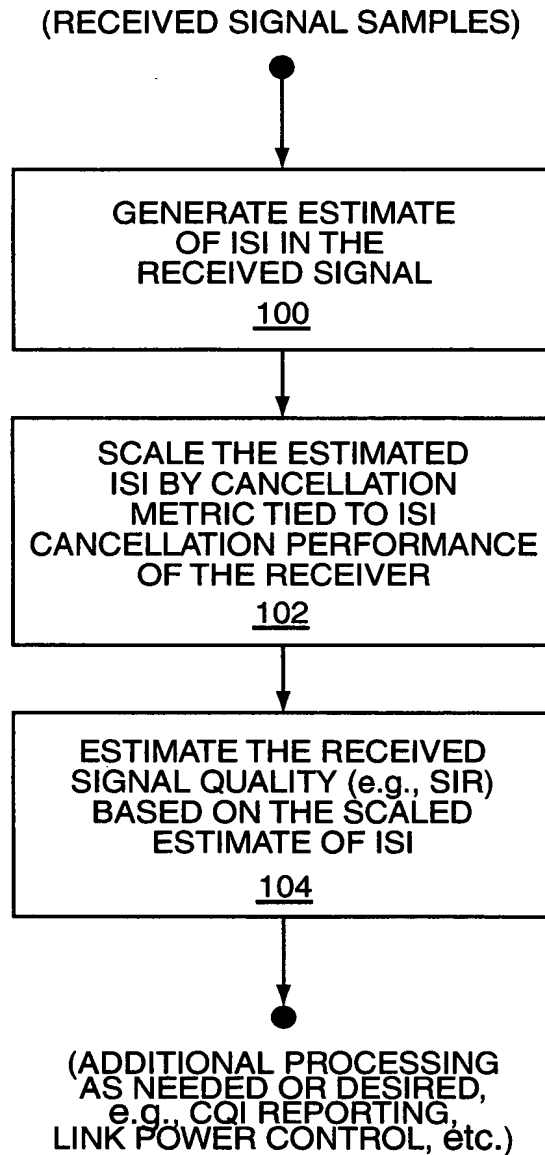 (RECEIVED SIGNAL SAMPLES)
GENERATE ESTIMATE
OF ISI IN THE
RECEIVED SIGNAL
100
SCALE THE ESTIMATED
ISI BY CANCELLATION
METRIC TIED TO ISI
CANCELLATION PERFORMANCE
OF THE RECEIVER
102
ESTIMATE THE RECEIVED
SIGNAL QUALITY (e.g., SIR)
BASED ON THE SCALED
ESTIMATE OF ISI
104
(ADDITIONAL PROCESSING
AS NEEDED OR DESIRED,
e.g., CQI REPORTING,
LINK POWER CONTROL, etc.)